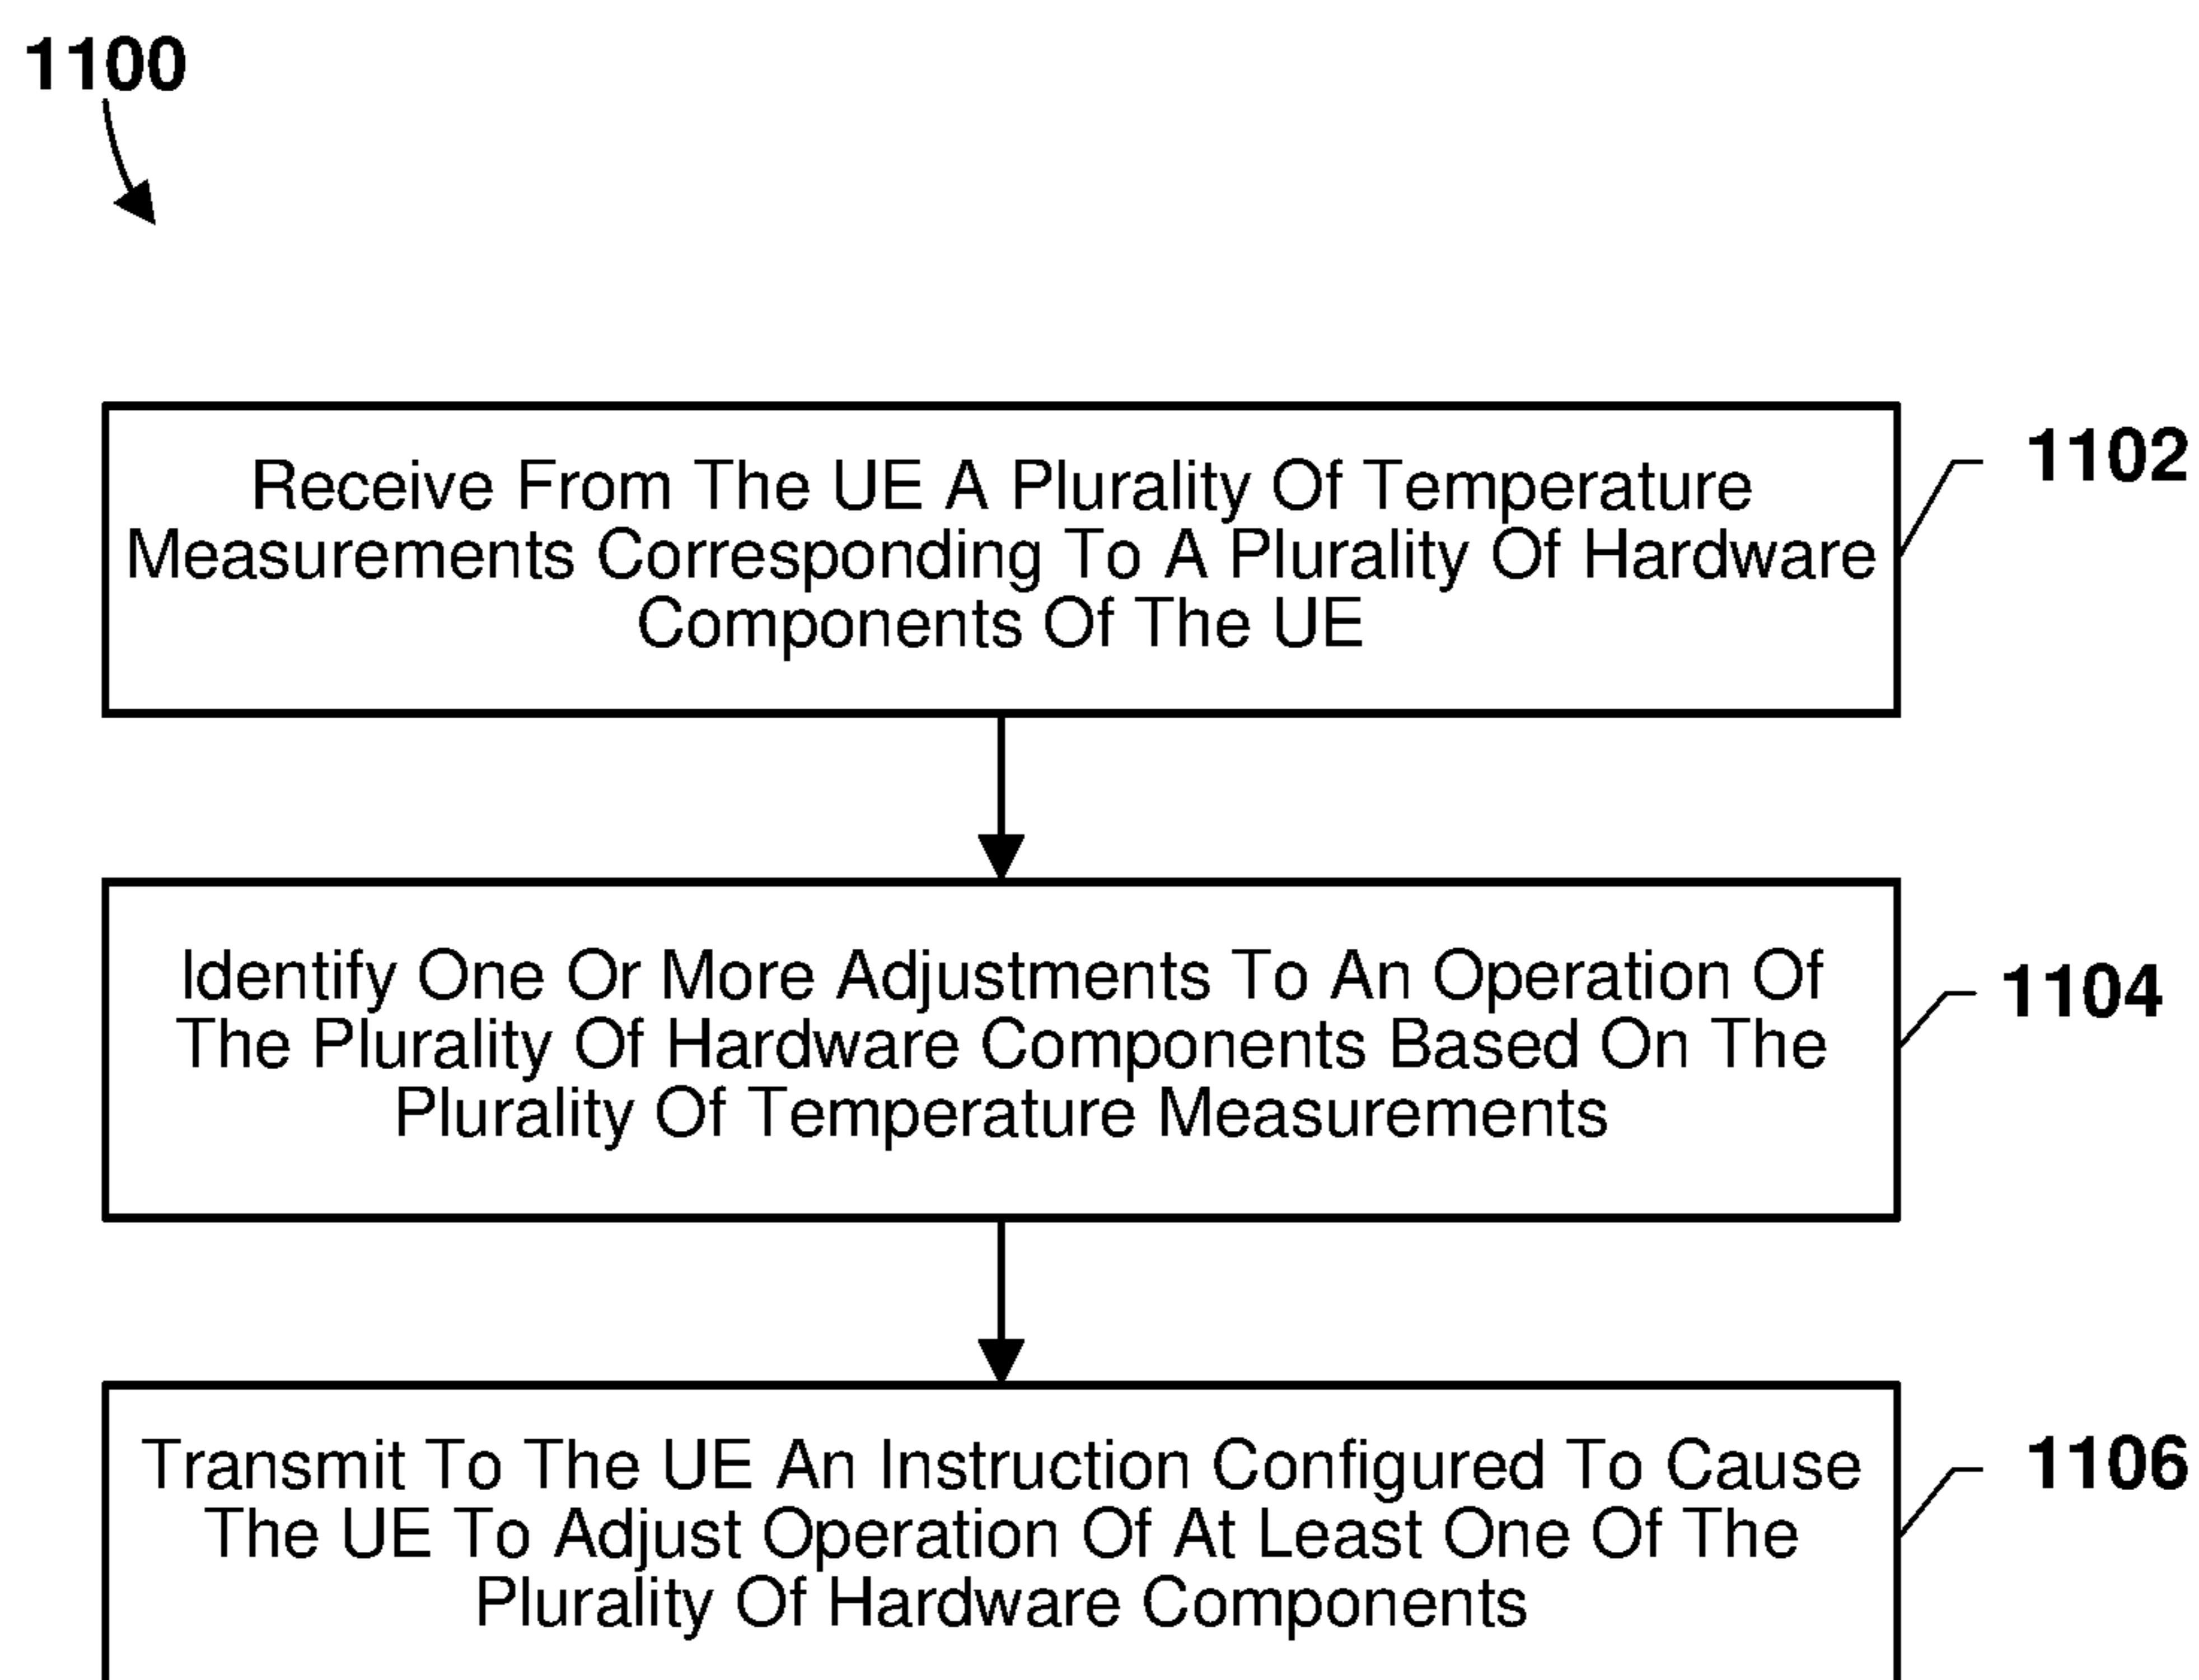 1100
Receive From The UE A Plurality Of Temperature
Measurements Corresponding To A Plurality Of Hardware
Components Of The UE
1102
Identify One Or More Adjustments To An Operation Of
The Plurality Of Hardware Components Based On The
Plurality Of Temperature Measurements
1104
Transmit To The UE An Instruction Configured To Cause
The UE To Adjust Operation Of At Least One Of The
Plurality Of Hardware Components
1106